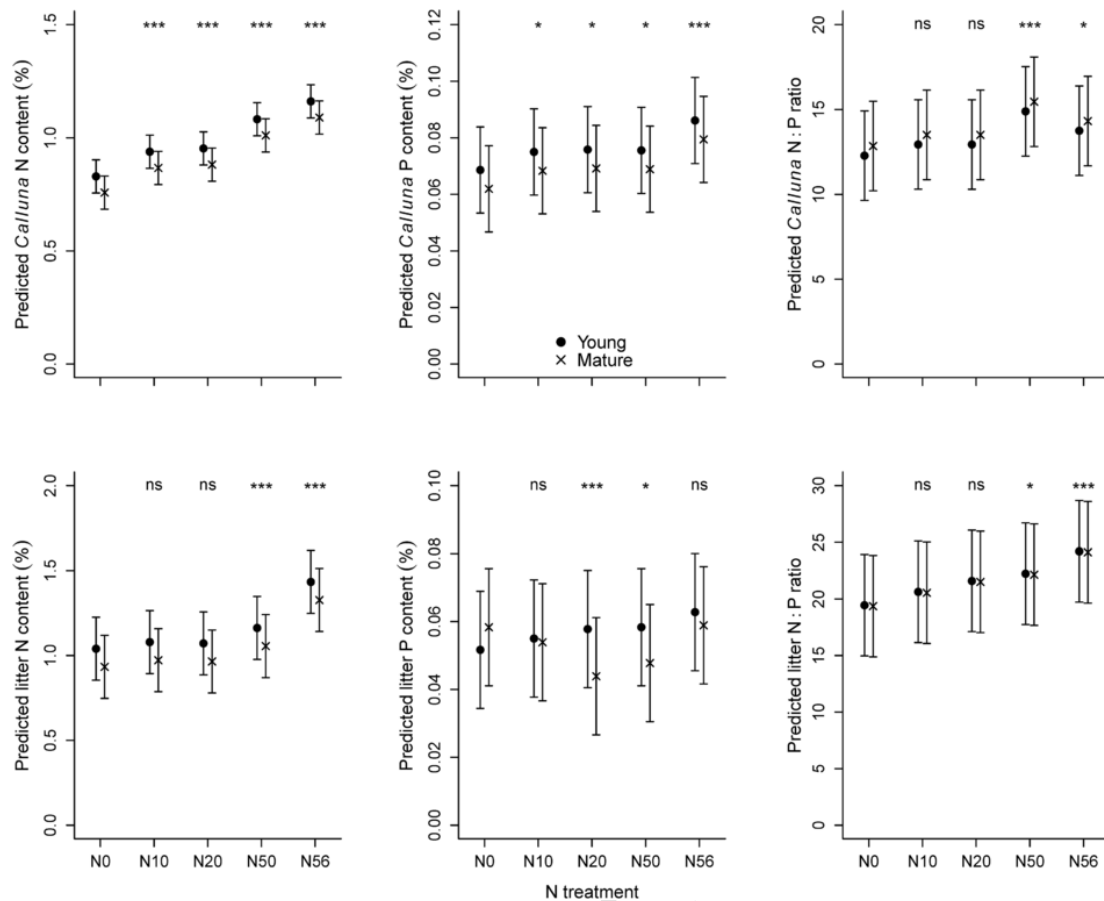 Predicted Calluna N content (%)
1.5
1.0
0.5
0.0
*** *** *** ***
Predicted Calluna P content (%)
0.12
0.10
0.08
0.06
0.04
0.02
0.00
* * * ***
Young
Mature
Predicted Calluna N : P ratio
20
15
10
5
0
ns ns *** *
Predicted litter N content (%)
2.0
1.5
1.0
0.5
0.0
ns ns *** ***
N0 N10 N20 N50 N56
Predicted litter P content (%)
0.10
0.08
0.06
0.04
0.02
0.00
ns *** * ns
N0 N10 N20 N50 N56
N treatment
Predicted litter N : P ratio
30
25
20
15
10
5
0
ns ns * ***
N0 N10 N20 N50 N56